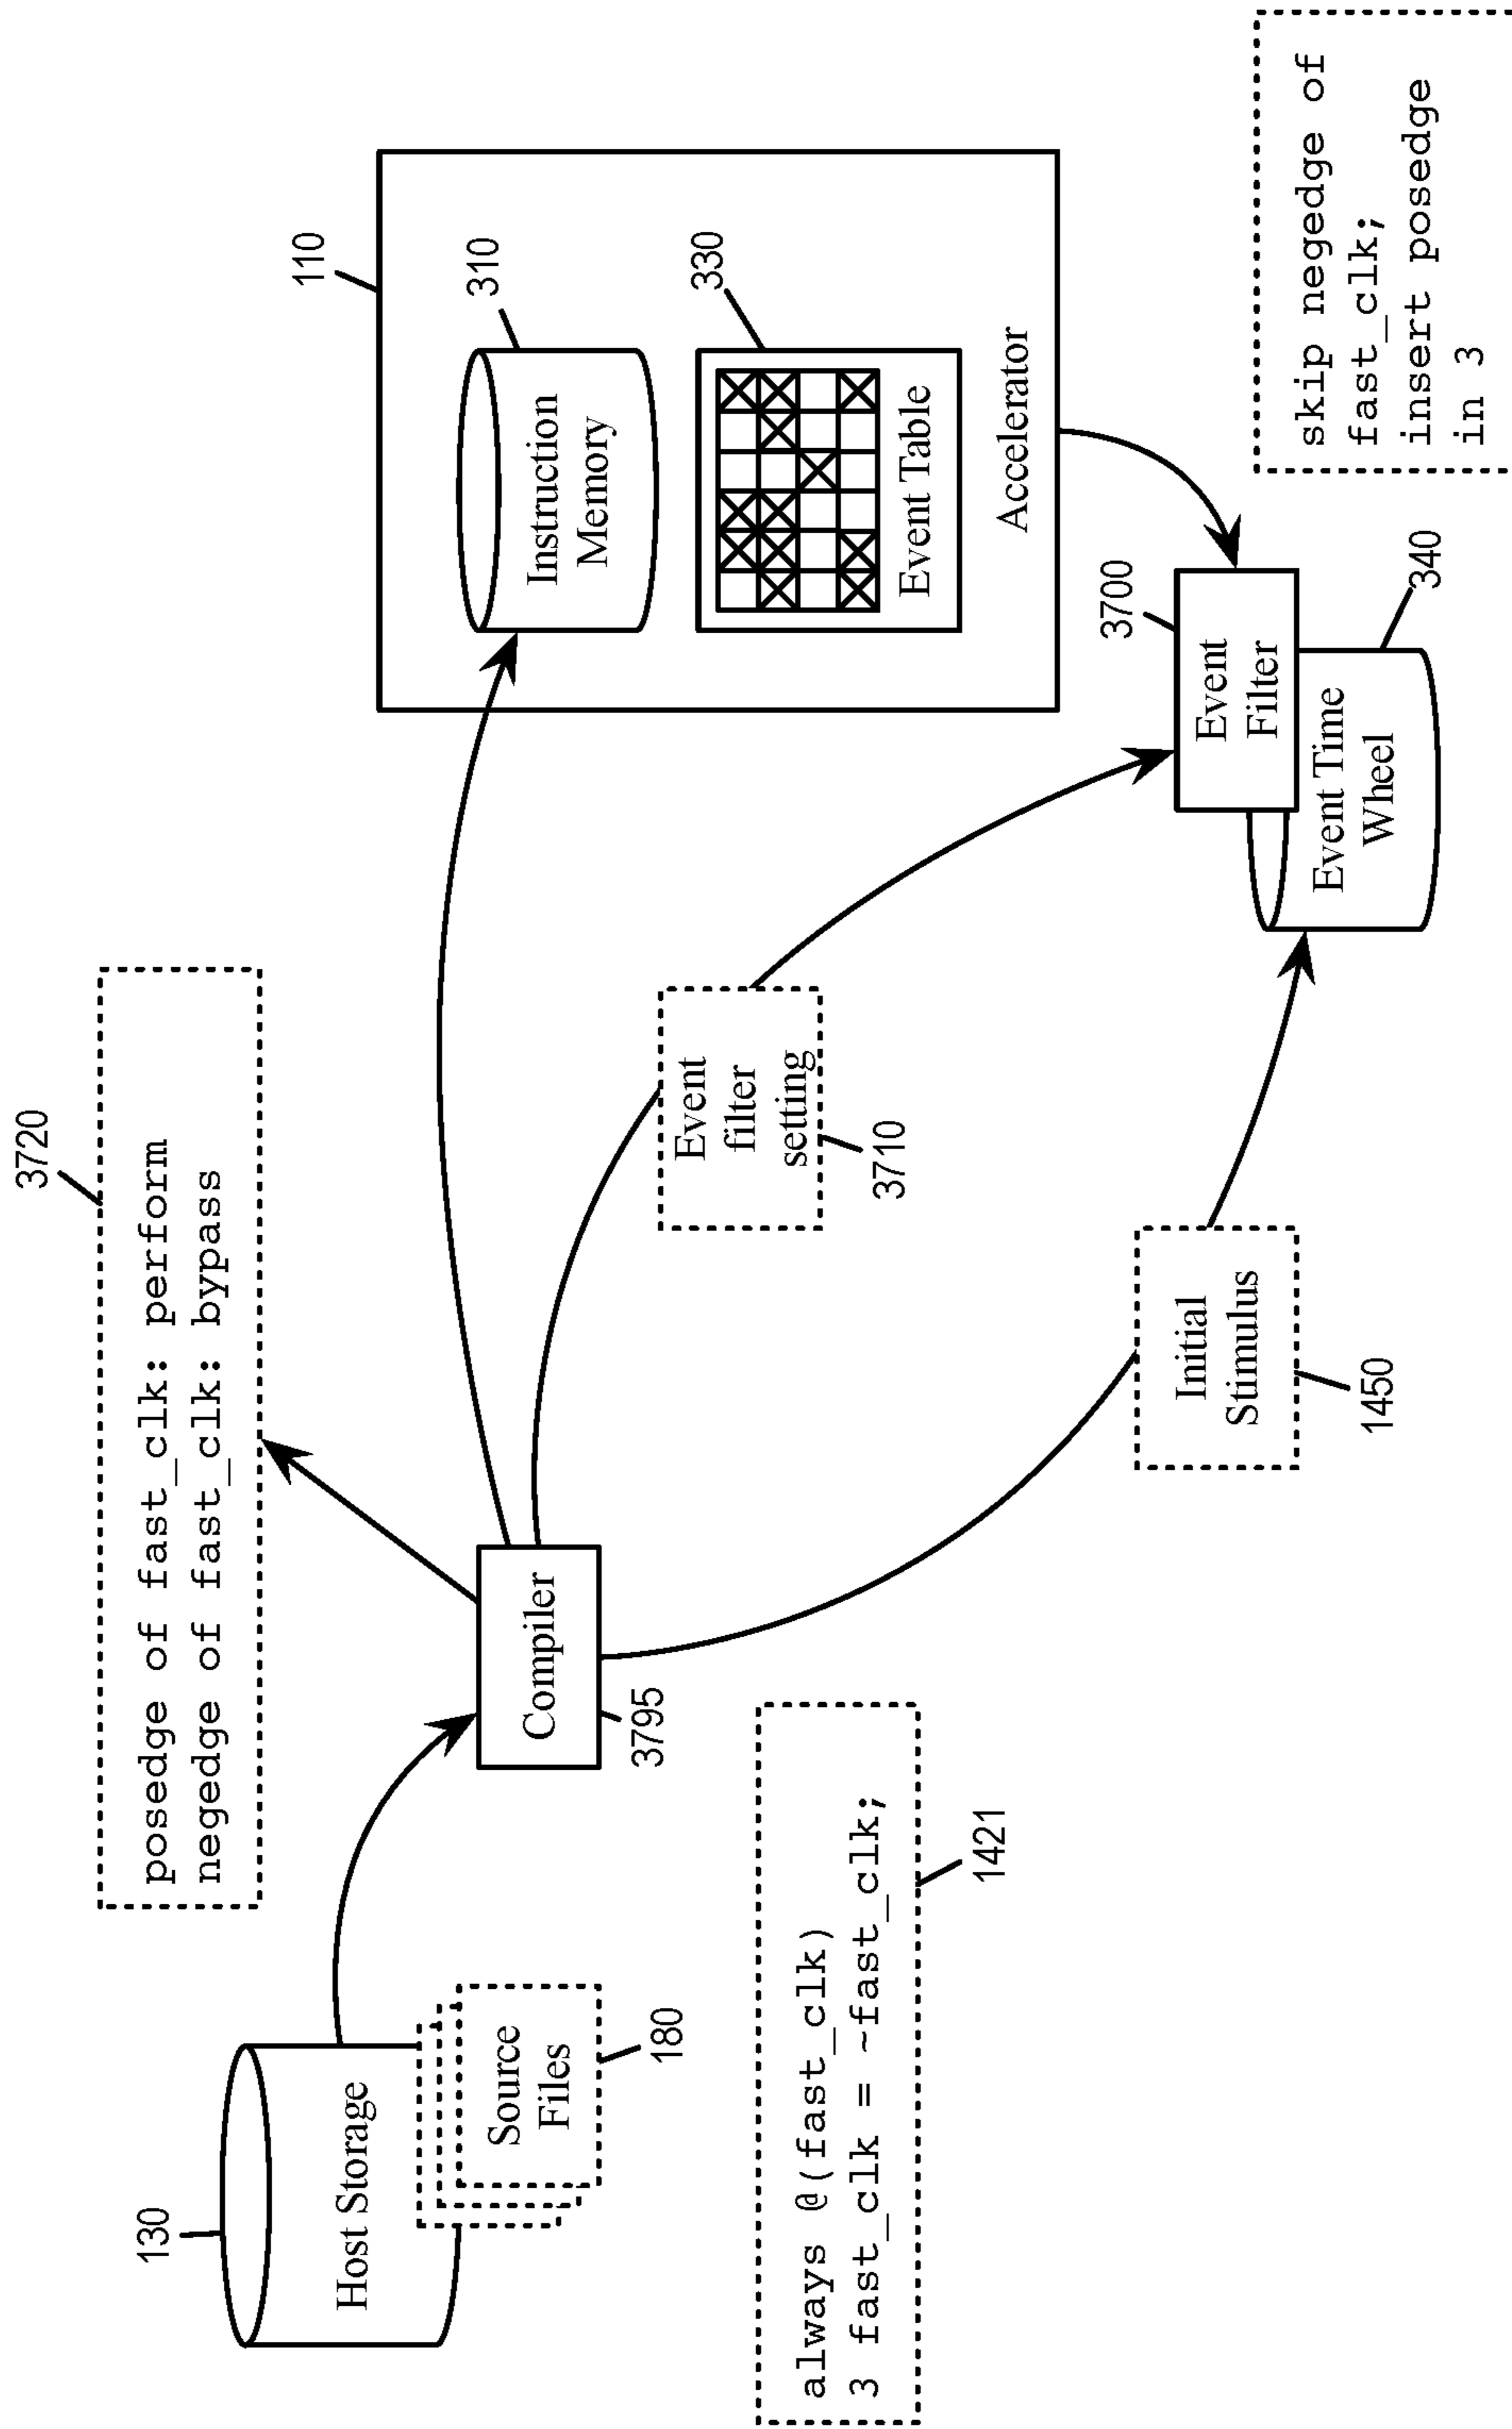 3720
posedge of fast_clk: perform
negedge of fast_clk: bypass
130
Host Storage
Source
Files
180
Compiler
3795
always @(fast_clk)
3 fast_clk = ~fast_clk;
1421
110
Instruction
Memory
310
330
Event Table
Accelerator
Event
filter
setting
3710
Initial
Stimulus
1450
3700
Event
Filter
Event Time
Wheel
340
skip negedge of
fast_clk;
insert posedge
in 3